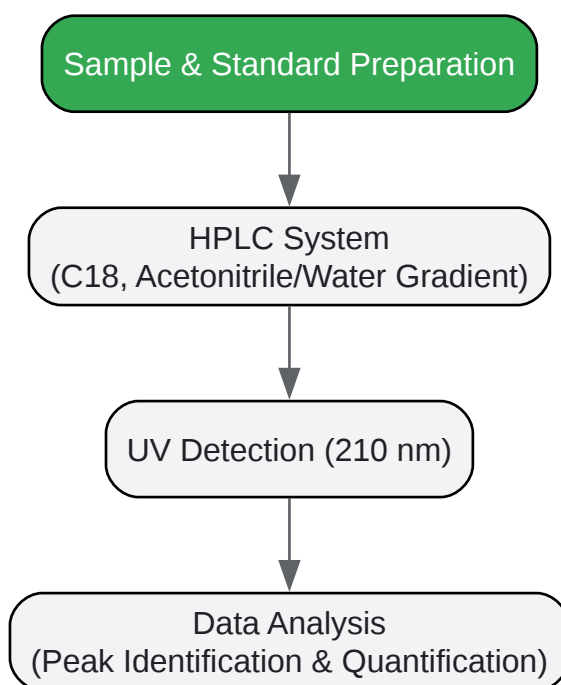 Sample & Standard Preparation
HPLC System
(C18, Acetonitrile/Water Gradient)
UV Detection (210 nm)
Data Analysis
(Peak Identification & Quantification)